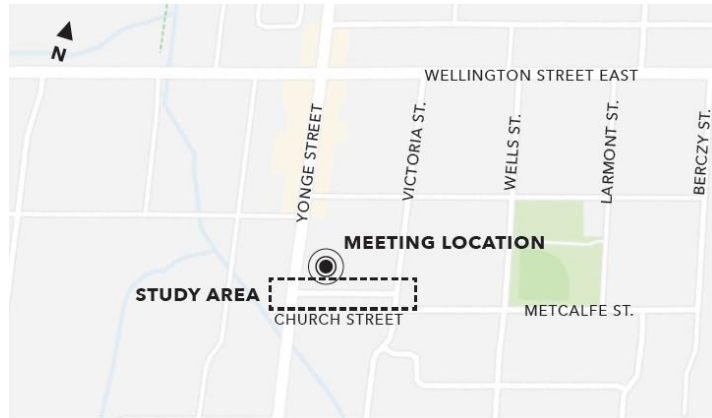 N
WELLINGTON STREET EAST
YONGE STREET
VICTORIA ST.
WELLS ST.
LARMONT ST.
BERCZY ST.
MEETING LOCATION
STUDY AREA
CHURCH STREET
METCALFE ST.